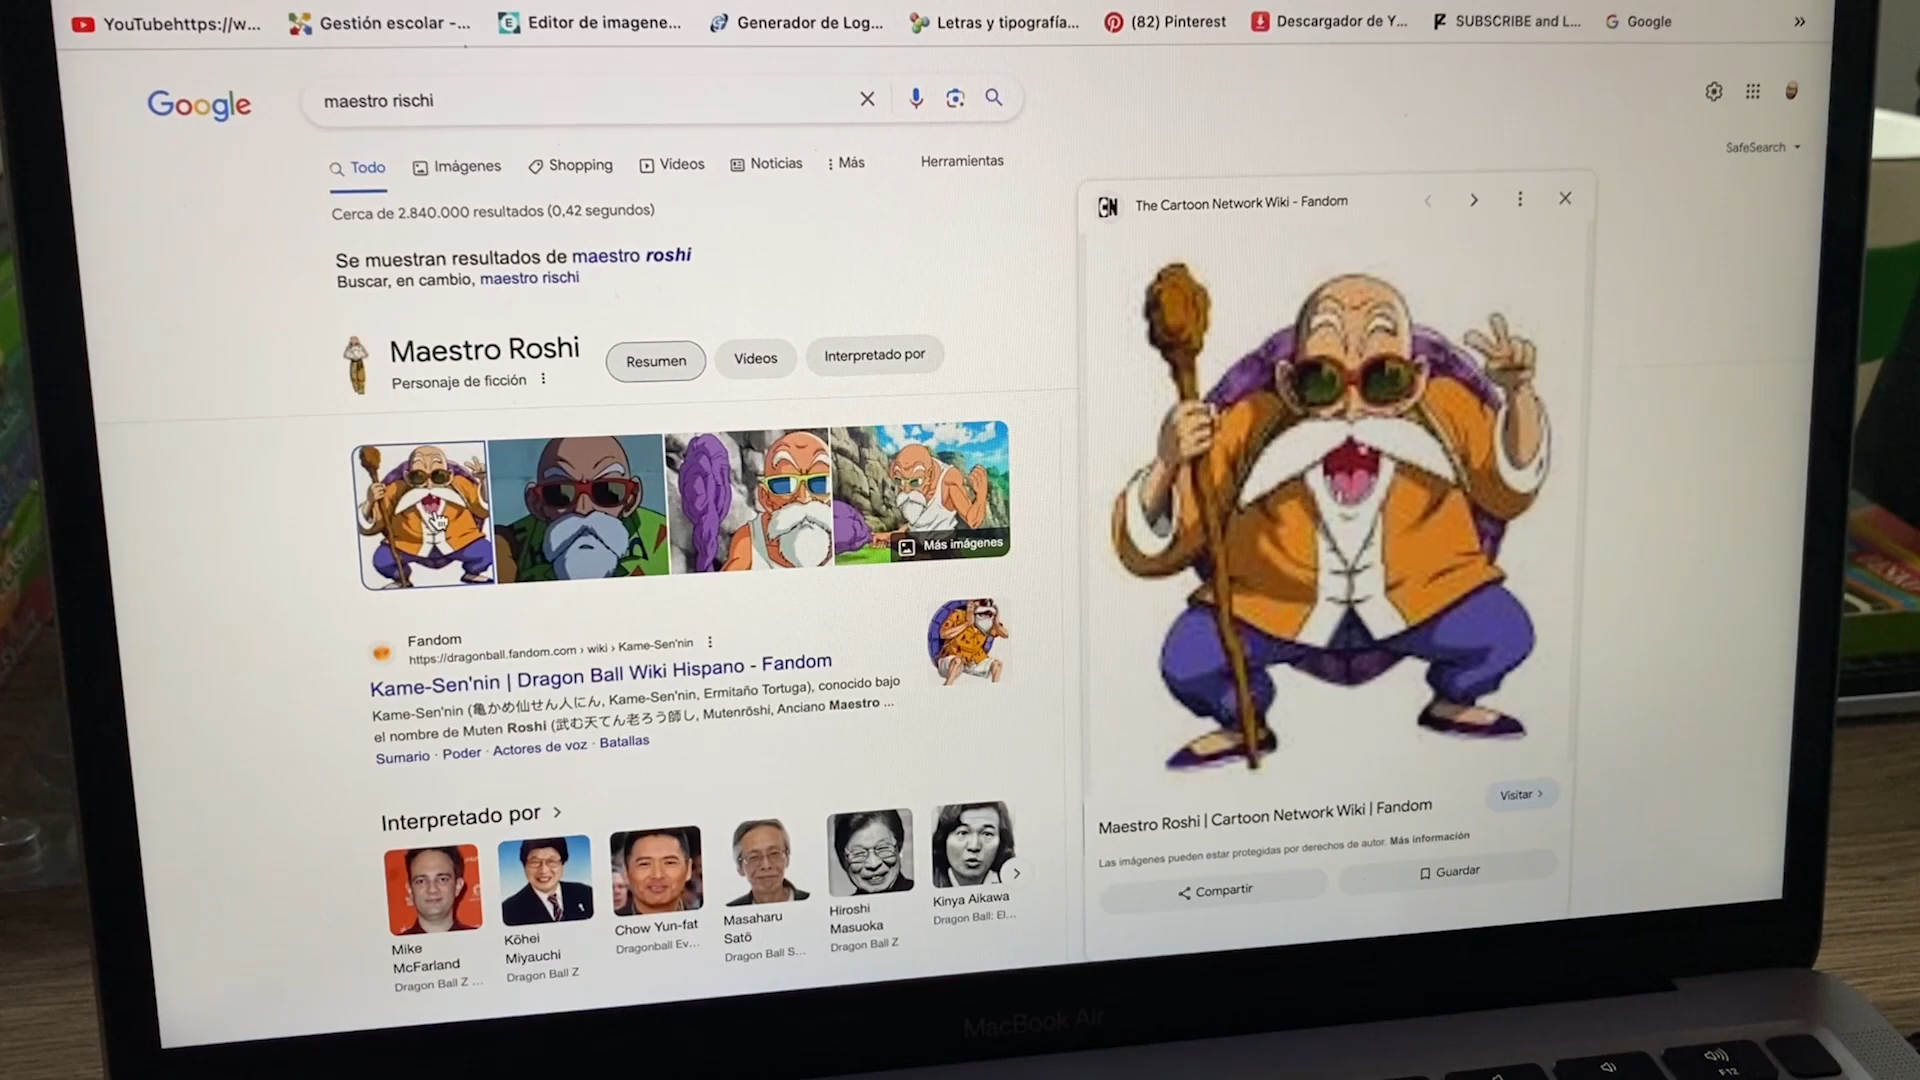 YouTubehttps://w...
Gestión escolar -...
Editor de imagene...
Generador de Log...
Letras y tipografía...
(82) Pinterest
Descargador de Y...
SUBSCRIBE and L...
Google
»
Google
maestro rischi
Todo
Imágenes
Shopping
Videos
Noticias
Más
Herramientas
SafeSearch
Cerca de 2.840.000 resultados (0,42 segundos)
Se muestran resultados de maestro roshi
Buscar, en cambio, maestro rischi
Maestro Roshi
Personaje de ficción
Resumen
Videos
Interpretado por
Más imágenes
Fandom
https://dragonball.fandom.com › wiki › Kame-Sen'nin
Kame-Sen'nin | Dragon Ball Wiki Hispano - Fandom
Kame-Sen'nin (亀かめ仙せん人にん, Kame-Sen'nin, Ermitaño Tortuga), conocido bajo
el nombre de Muten Roshi (武む天てん老ろう師し, Mutenrōshi, Anciano Maestro ...
Sumario · Poder · Actores de voz · Batallas
Interpretado por
Mike
McFarland
Dragon Ball Z ...
Kōhei
Miyauchi
Dragon Ball Z
Chow Yun-fat
Dragonball Ev...
Masaharu
Satō
Dragon Ball S...
Hiroshi
Masuoka
Dragon Ball Z
Kinya Aikawa
Dragon Ball: El...
CN
The Cartoon Network Wiki - Fandom
Maestro Roshi | Cartoon Network Wiki | Fandom
Visitar
Las imágenes pueden estar protegidas por derechos de autor. Más información
Compartir
Guardar
MacBook Air
F12